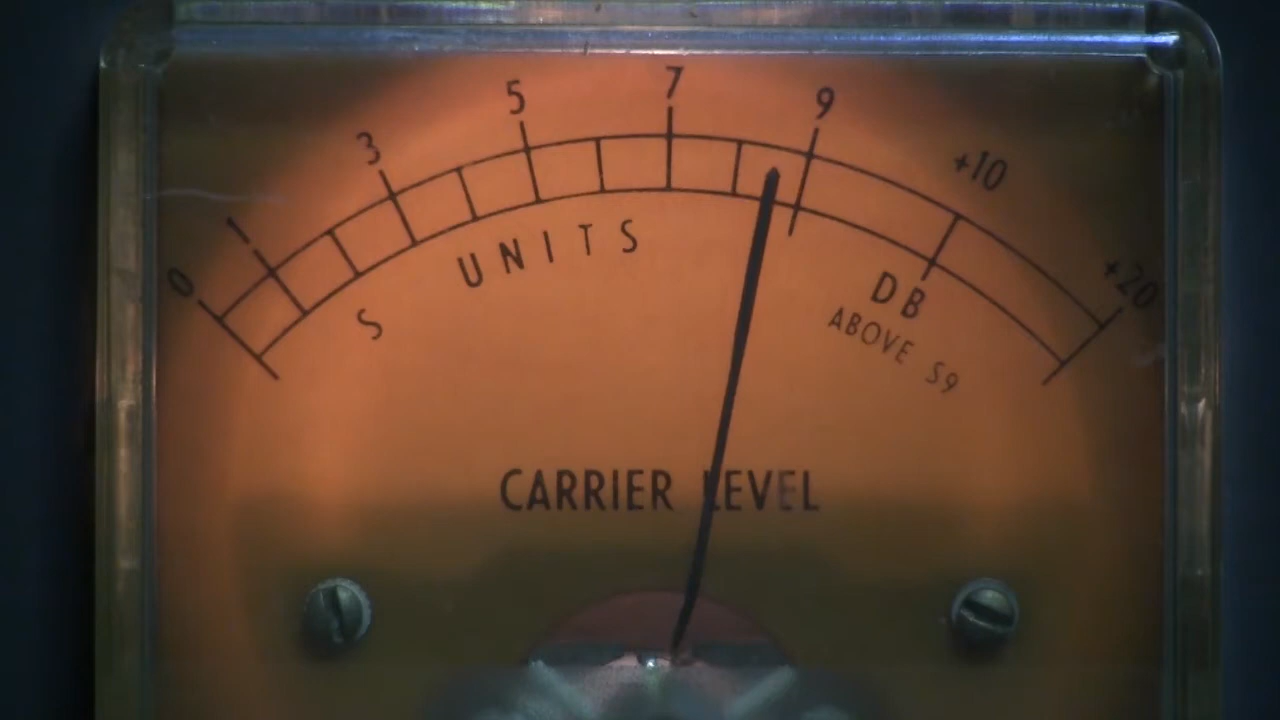 0 1 3 5 7 9 +10 +20
S UNITS
DB
ABOVE S9
CARRIER LEVEL